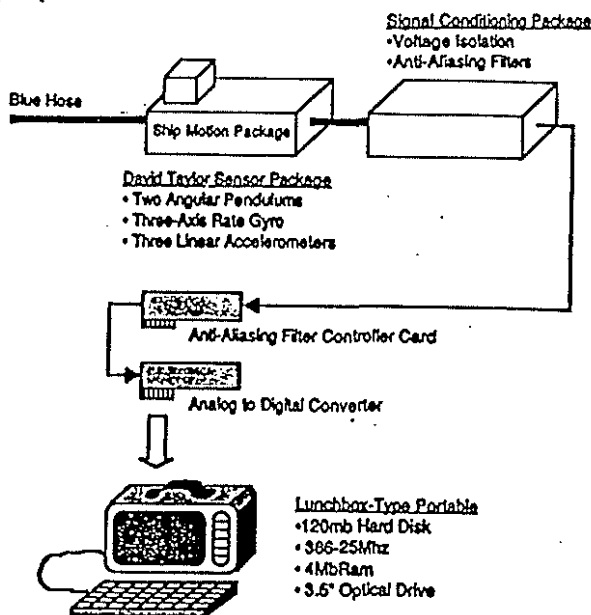 Signal Conditioning Package
•Voltage Isolation
•Anti-Aliasing Filters
Blue Hose
Ship Motion Package
David Taylor Sensor Package
• Two Angular Pendulums
• Three-Axis Rate Gyro
• Three Linear Accelerometers
Anti-Aliasing Filter Controller Card
Analog to Digital Converter
Lunchbox-Type Portable
•120mb Hard Disk
•386-25Mhz
•4MbRam
•3.5" Optical Drive